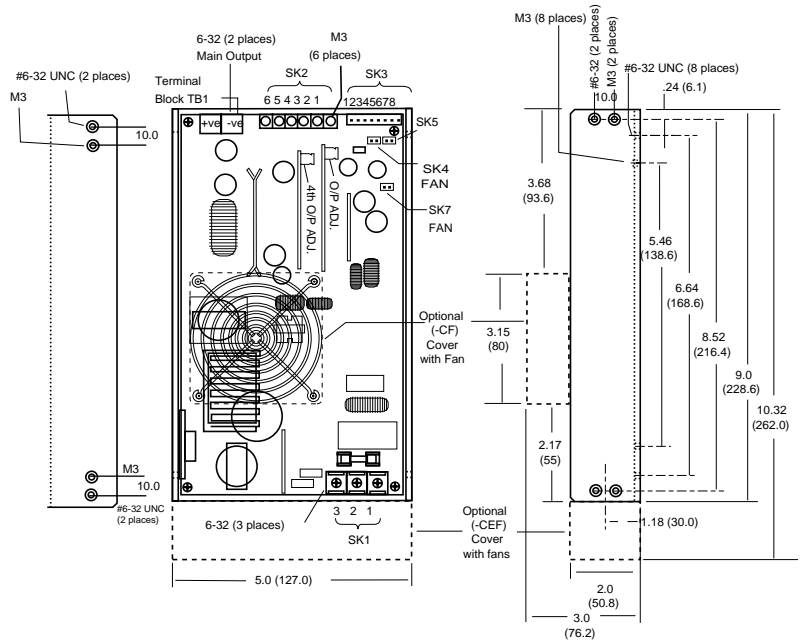 #6-32 UNC (2 places)
M3
10.0
M3
10.0
#6-32 UNC
(2 places)
6-32 (2 places)
Main Output
Terminal
Block TB1
M3
(6 places)
SK2
SK3
6 5 4 3 2 1
12345678
+ve
-ve
SK5
SK4
FAN
SK7
FAN
4th O/P ADJ.
O/P ADJ.
Optional
(-CF)
Cover
with Fan
6-32 (3 places)
3 2 1
SK1
Optional
(-CEF)
Cover
with fans
5.0 (127.0)
M3 (8 places)
#6-32 (2 places)
M3 (2 places)
#6-32 UNC (8 places)
10.0
.24 (6.1)
3.68
(93.6)
5.46
(138.6)
3.15
(80)
6.64
(168.6)
8.52
(216.4)
9.0
(228.6)
10.32
(262.0)
2.17
(55)
1.18 (30.0)
2.0
(50.8)
3.0
(76.2)